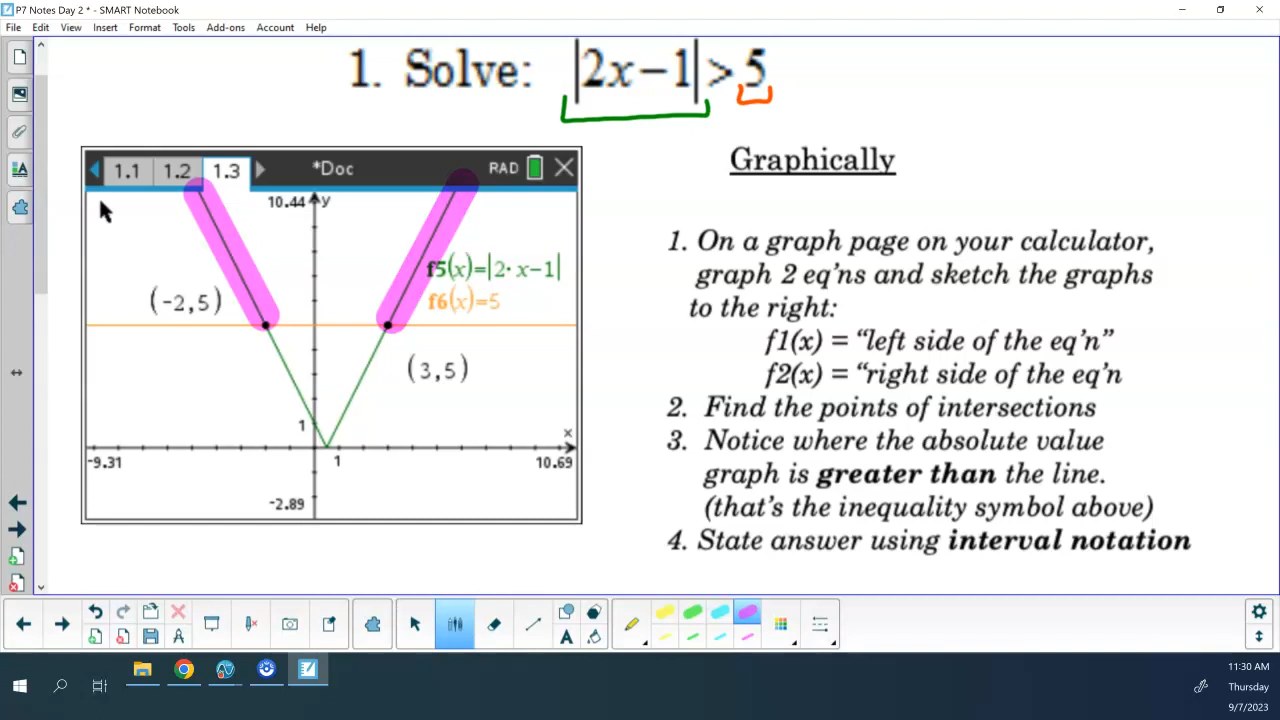 P7 Notes Day 2 * - SMART Notebook
File Edit View Insert Format Tools Add-ons Account Help
1. Solve: |2x−1|>5
1.1 1.2 1.3 *Doc RAD
10.44 y
f5(x)=|2·x−1|
f6(x)=5
(-2,5)
(3,5)
1
x
-9.31 1 10.69
-2.89
Graphically
1. On a graph page on your calculator,
graph 2 eq'ns and sketch the graphs
to the right:
f1(x) = “left side of the eq’n”
f2(x) = “right side of the eq’n
2. Find the points of intersections
3. Notice where the absolute value
graph is greater than the line.
(that’s the inequality symbol above)
4. State answer using interval notation
11:30 AM
Thursday
9/7/2023